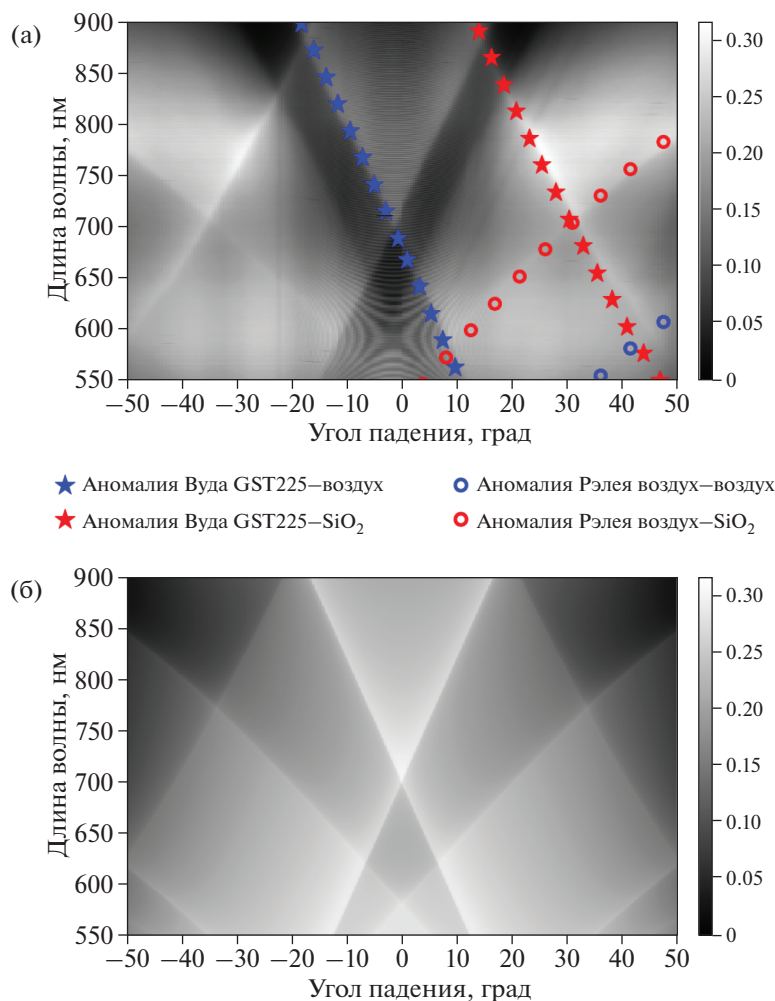 (а)
Длина волны, нм
900
850
800
750
700
650
600
550
−50 −40 −30 −20 −10 0 10 20 30 40 50
Угол падения, град
0.30
0.25
0.20
0.15
0.10
0.05
0
Аномалия Вуда GST225–воздух
Аномалия Рэлея воздух–воздух
Аномалия Вуда GST225–SiO₂
Аномалия Рэлея воздух–SiO₂
(б)
Длина волны, нм
900
850
800
750
700
650
600
550
−50 −40 −30 −20 −10 0 10 20 30 40 50
Угол падения, град
0.30
0.25
0.20
0.15
0.10
0.05
0